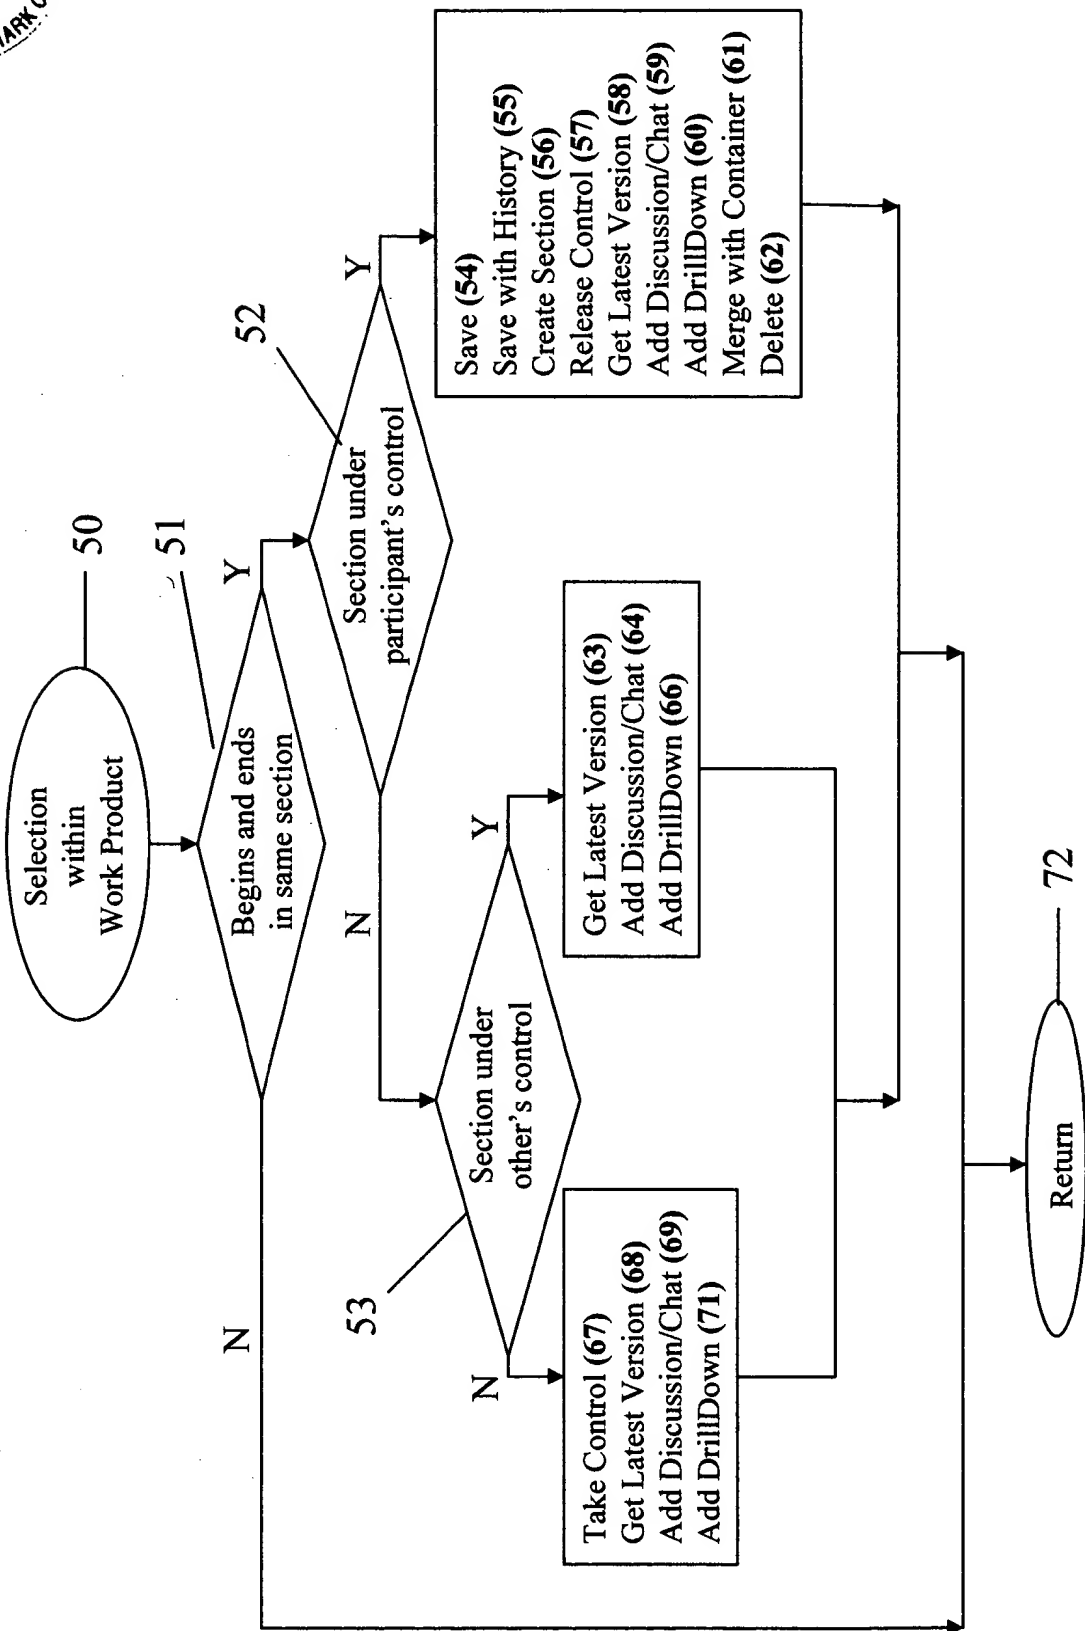 MARK
Selection
within
Work Product
50
51
Begins and ends
in same section
Y
N
52
Section under
participant's control
Y
N
Save (54)
Save with History (55)
Create Section (56)
Release Control (57)
Get Latest Version (58)
Add Discussion/Chat (59)
Add DrillDown (60)
Merge with Container (61)
Delete (62)
53
Section under
other's control
Y
N
Get Latest Version (63)
Add Discussion/Chat (64)
Add DrillDown (66)
Take Control (67)
Get Latest Version (68)
Add Discussion/Chat (69)
Add DrillDown (71)
Return
72